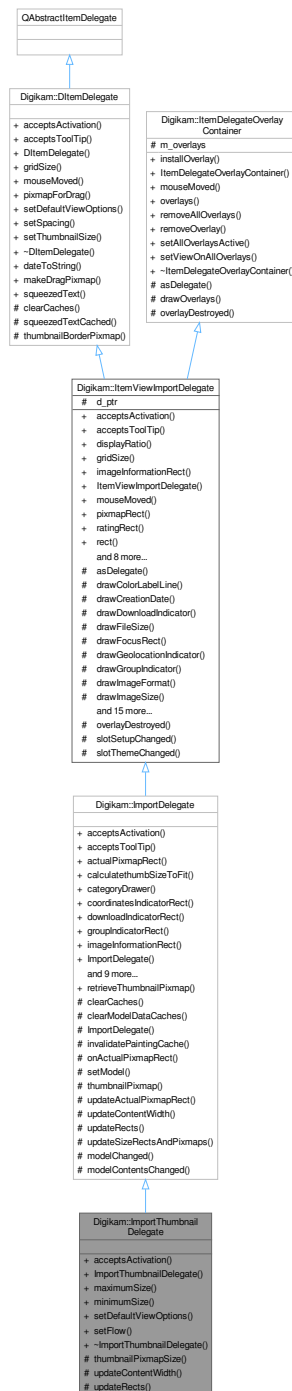 QAbstractItemDelegate
Digikam::DItemDelegate
+ acceptsActivation()
+ acceptsToolTip()
+ DItemDelegate()
+ gridSize()
+ mouseMoved()
+ pixmapForDrag()
+ setDefaultViewOptions()
+ setSpacing()
+ setThumbnailSize()
+ ~DItemDelegate()
+ dateToString()
+ makeDragPixmap()
+ squeezedText()
# clearCaches()
# squeezedTextCached()
# thumbnailBorderPixmap()
Digikam::ItemDelegateOverlay
Container
# m_overlays
+ installOverlay()
+ ItemDelegateOverlayContainer()
+ mouseMoved()
+ overlays()
+ removeAllOverlays()
+ removeOverlay()
+ setAllOverlaysActive()
+ setViewOnAllOverlays()
+ ~ItemDelegateOverlayContainer()
# asDelegate()
# drawOverlays()
# overlayDestroyed()
Digikam::ItemViewImportDelegate
# d_ptr
+ acceptsActivation()
+ acceptsToolTip()
+ displayRatio()
+ gridSize()
+ imageInformationRect()
+ ItemViewImportDelegate()
+ mouseMoved()
+ pixmapRect()
+ ratingRect()
+ rect()
and 8 more...
# asDelegate()
# drawColorLabelLine()
# drawCreationDate()
# drawDownloadIndicator()
# drawFileSize()
# drawFocusRect()
# drawGeolocationIndicator()
# drawGroupIndicator()
# drawImageFormat()
# drawImageSize()
and 15 more...
# overlayDestroyed()
# slotSetupChanged()
# slotThemeChanged()
Digikam::ImportDelegate
+ acceptsActivation()
+ acceptsToolTip()
+ actualPixmapRect()
+ calculatethumbSizeToFit()
+ categoryDrawer()
+ coordinatesIndicatorRect()
+ downloadIndicatorRect()
+ groupIndicatorRect()
+ imageInformationRect()
+ ImportDelegate()
and 9 more...
+ retrieveThumbnailPixmap()
# clearCaches()
# clearModelDataCaches()
# ImportDelegate()
# invalidatePaintingCache()
# onActualPixmapRect()
# setModel()
# thumbnailPixmap()
# updateActualPixmapRect()
# updateContentWidth()
# updateRects()
# updateSizeRectsAndPixmaps()
# modelChanged()
# modelContentsChanged()
Digikam::ImportThumbnail
Delegate
+ acceptsActivation()
+ ImportThumbnailDelegate()
+ maximumSize()
+ minimumSize()
+ setDefaultViewOptions()
+ setFlow()
+ ~ImportThumbnailDelegate()
# thumbnailPixmapSize()
# updateContentWidth()
# updateRects()